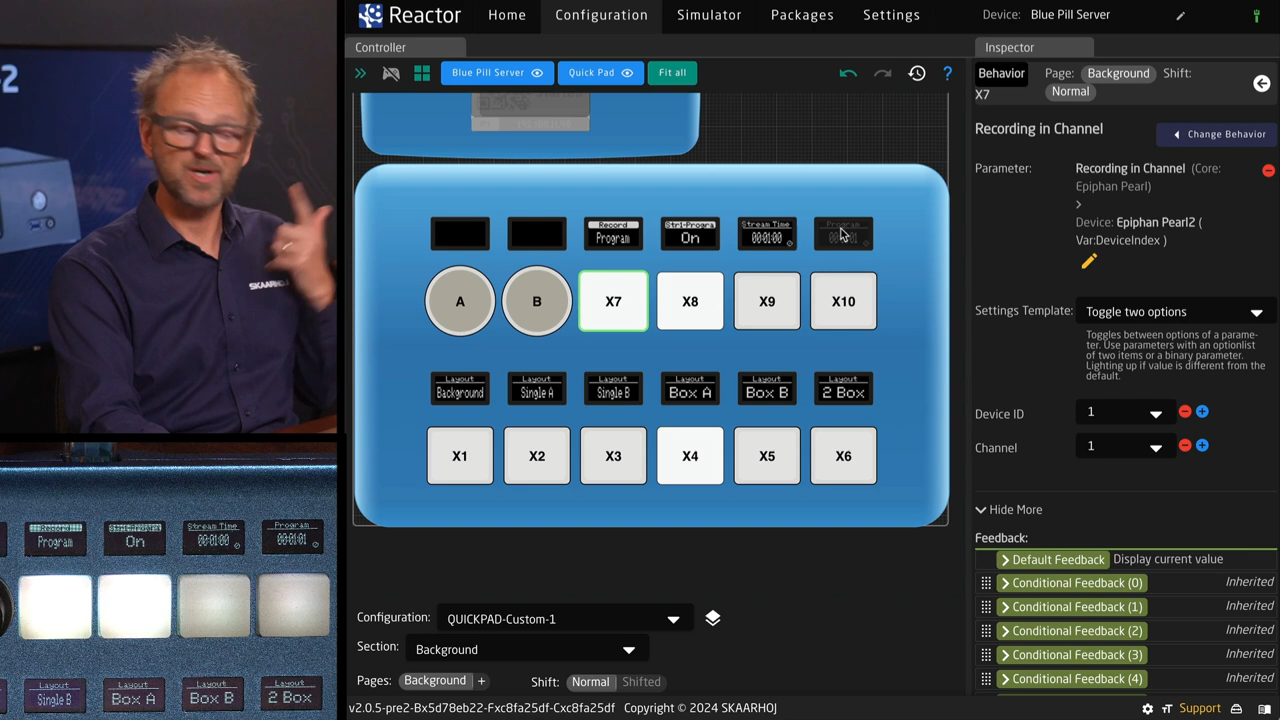 Reactor
Home
Configuration
Simulator
Packages
Settings
Device: Blue Pill Server
Controller
Inspector
Blue Pill Server
Quick Pad
Fit all
?
Behavior
X7
Page: Background Shift:
Normal
Recording in Channel
Change Behavior
Parameter:
Recording in Channel (Core:
Epiphan Pearl)
>
Device: Epiphan Pearl2 (
Var:DeviceIndex )
Settings Template: Toggle two options
Toggles between options of a parame-
ter. Use parameters with an optionlist
of two items or a binary parameter.
Lighting up if value is different from the
default.
Device ID 1
Channel 1
Hide More
Feedback:
Default Feedback Display current value
Conditional Feedback (0) Inherited
Conditional Feedback (1) Inherited
Conditional Feedback (2) Inherited
Conditional Feedback (3) Inherited
Conditional Feedback (4) Inherited
Record
Program
Strl-Progra
On
Stream Time
00:01:00
Program
A B X7 X8 X9 X10
Layout
Background
Layout
Single A
Layout
Single B
Layout
Box A
Layout
Box B
Layout
2 Box
X1 X2 X3 X4 X5 X6
Configuration: QUICKPAD-Custom-1
Section: Background
Pages: Background + Shift: Normal Shifted
v2.0.5-pre2-Bx5d78eb22-Fxc8fa25df-Cxc8fa25df Copyright © 2024 SKAARHOJ
Support
-2
SKAARHOJ
Record
Program
On
Stream Time
00:01:00
Program
00:01:01
Layout
Single B
Layout
Box A
Layout
Box B
Layout
2 Box